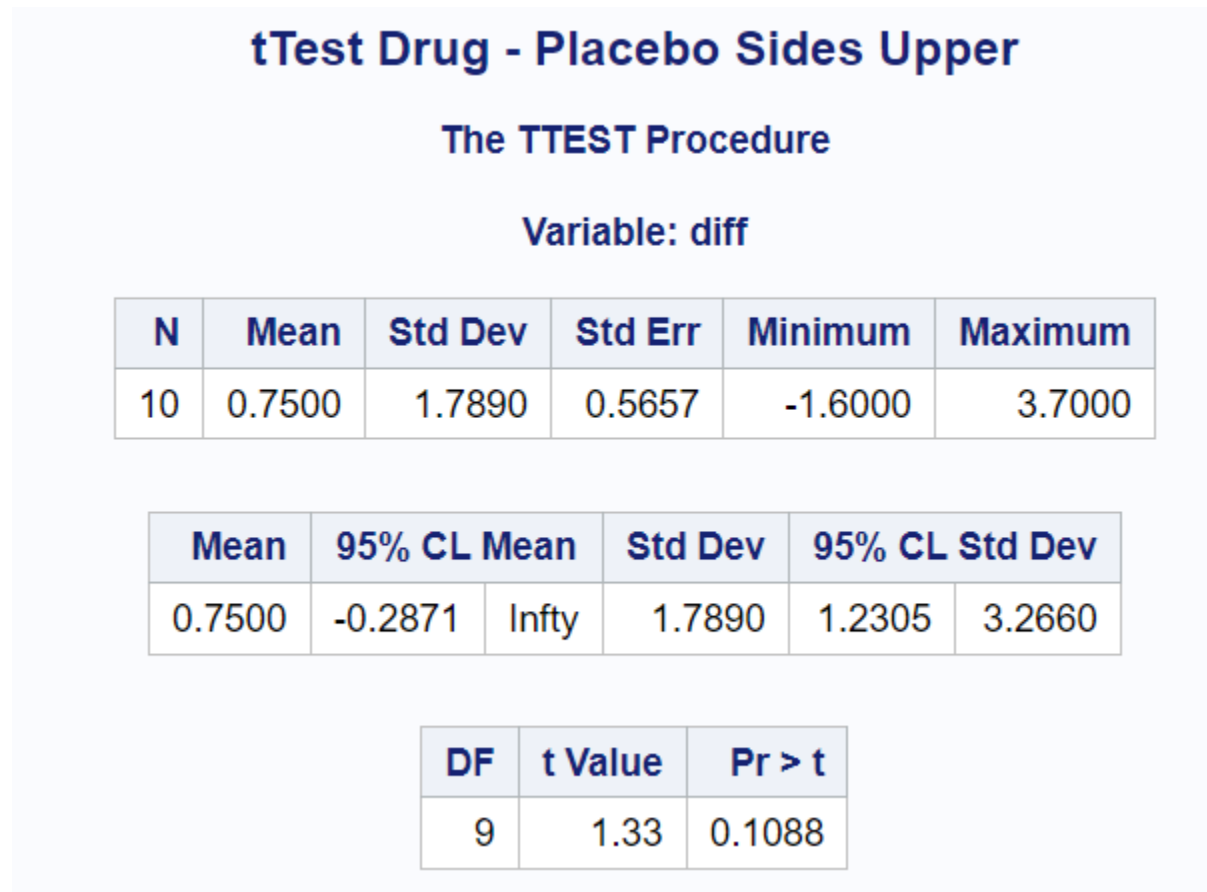 tTest Drug - Placebo Sides Upper
The TTEST Procedure
Variable: diff
N Mean Std Dev Std Err Minimum Maximum
10 0.7500 1.7890 0.5657 -1.6000 3.7000
Mean 95% CL Mean Std Dev 95% CL Std Dev
0.7500 -0.2871 Infty 1.7890 1.2305 3.2660
DF t Value Pr > t
9 1.33 0.1088